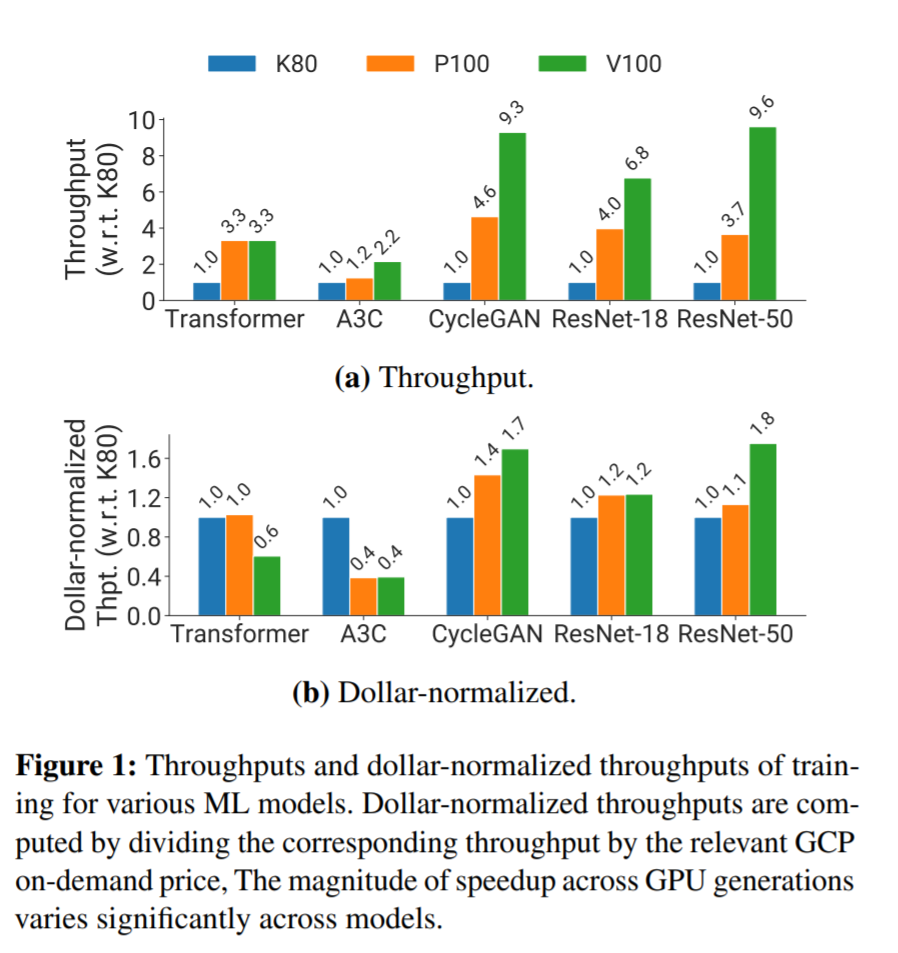 K80 P100 V100
Throughput
(w.r.t. K80)
10
8
6
4
2
0
1.0 3.3 3.3 1.0 1.2 2.2 1.0 4.6 9.3 1.0 4.0 6.8 1.0 3.7 9.6
Transformer A3C CycleGAN ResNet-18 ResNet-50
(a) Throughput.
Dollar-normalized
Thpt. (w.r.t. K80)
1.6
1.2
0.8
0.4
0.0
1.0 1.0 0.6 1.0 0.4 0.4 1.0 1.4 1.7 1.0 1.2 1.2 1.0 1.1 1.8
Transformer A3C CycleGAN ResNet-18 ResNet-50
(b) Dollar-normalized.
Figure 1: Throughputs and dollar-normalized throughputs of train-
ing for various ML models. Dollar-normalized throughputs are com-
puted by dividing the corresponding throughput by the relevant GCP
on-demand price, The magnitude of speedup across GPU generations
varies significantly across models.